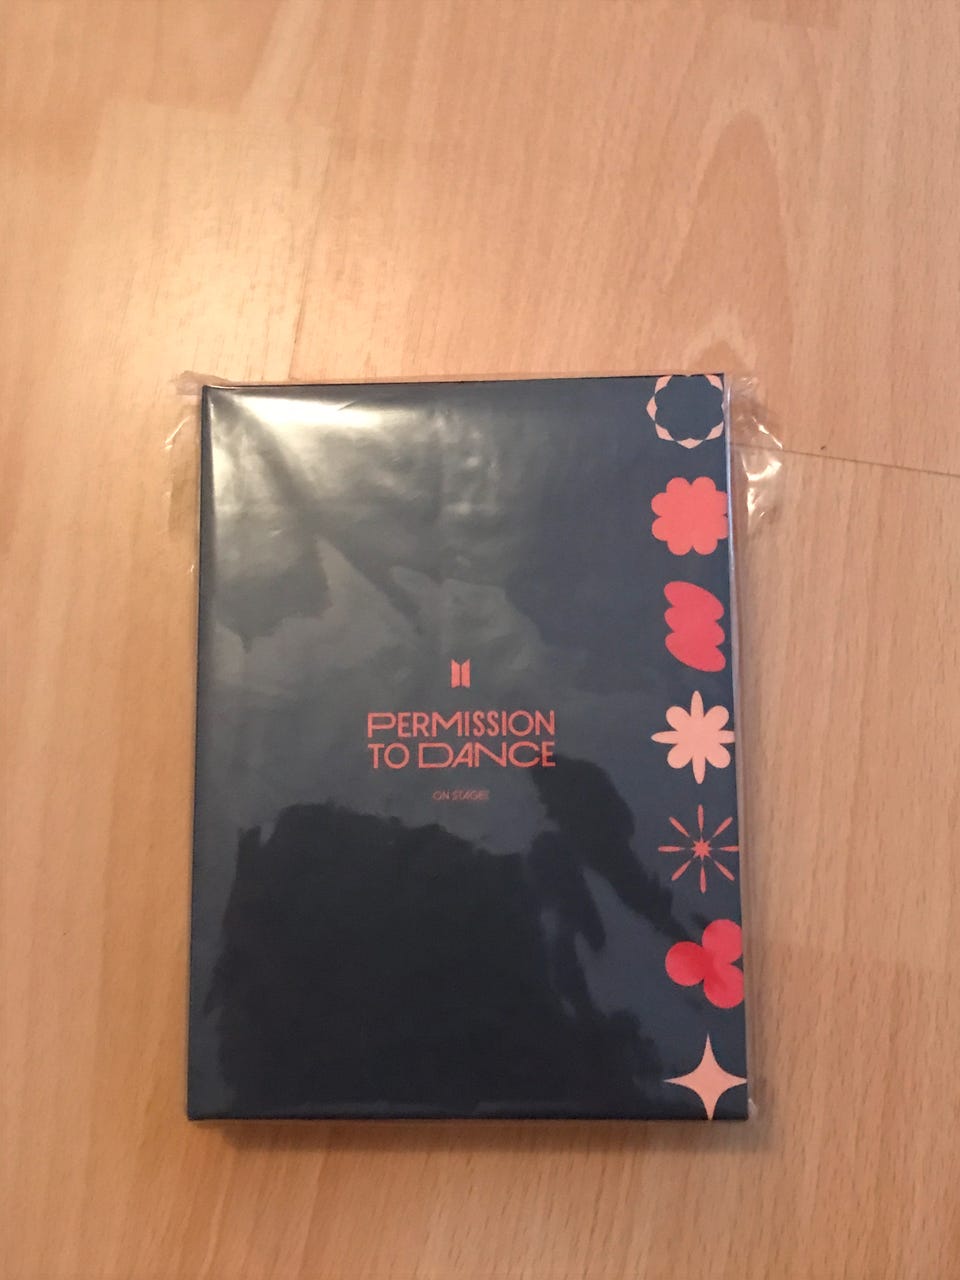 PERMISSION
TO DANCE
ON STAGE